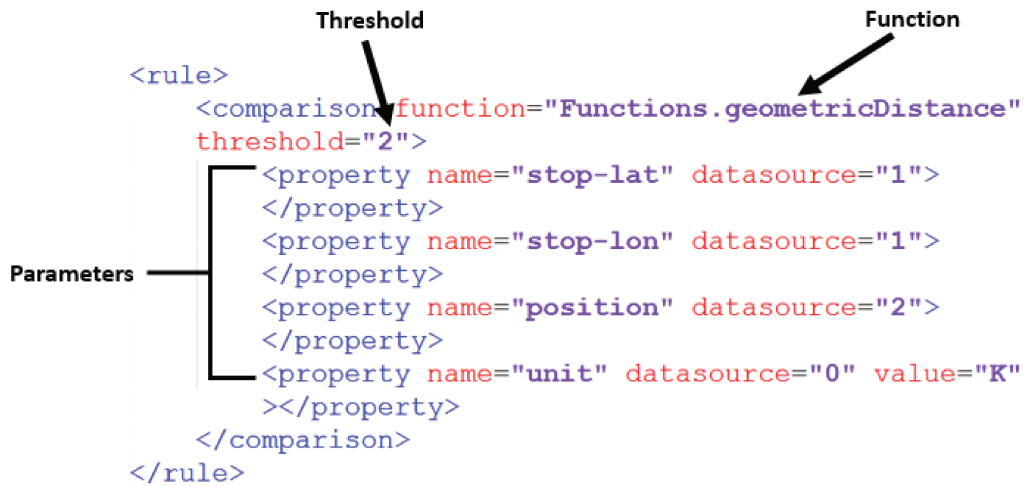 Threshold
Function
<rule>
<comparison function="Functions.geometricDistance"
threshold="2">
<property name="stop-lat" datasource="1">
</property>
<property name="stop-lon" datasource="1">
</property>
Parameters
<property name="position" datasource="2">
</property>
<property name="unit" datasource="0" value="K"
></property>
</comparison>
</rule>